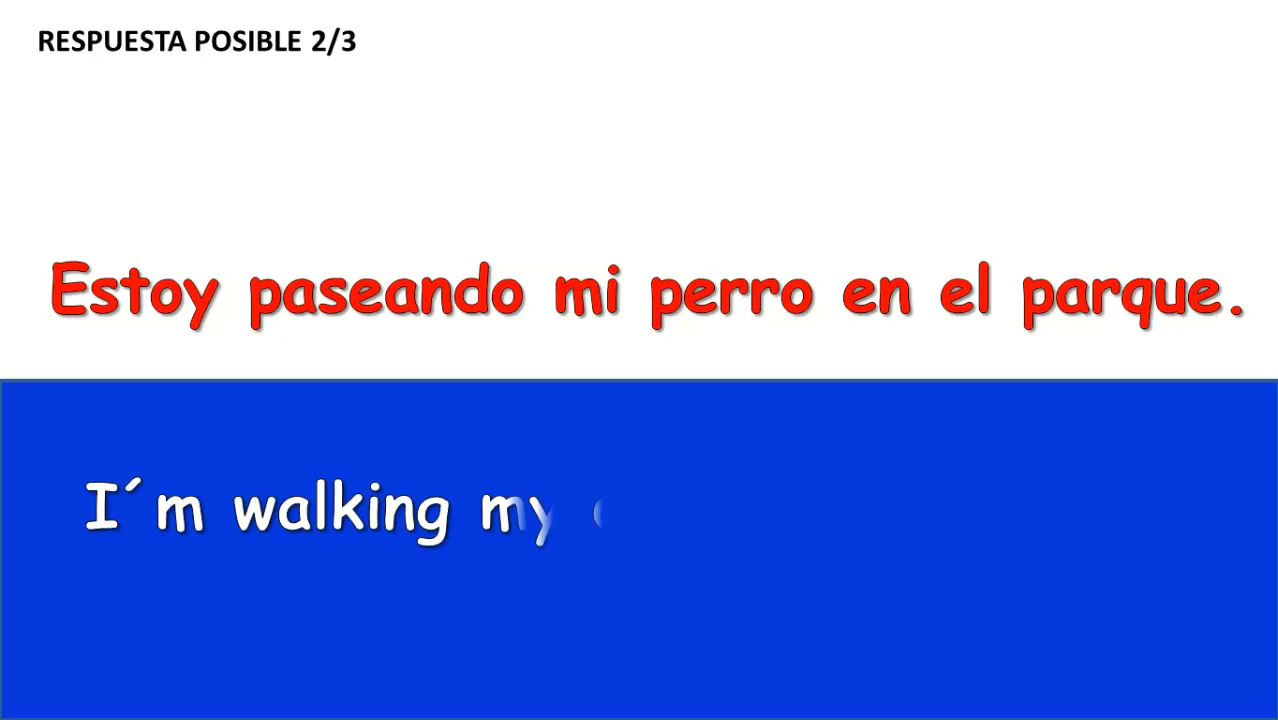 RESPUESTA POSIBLE 2/3
Estoy paseando mi perro en el parque.
I´m walking my